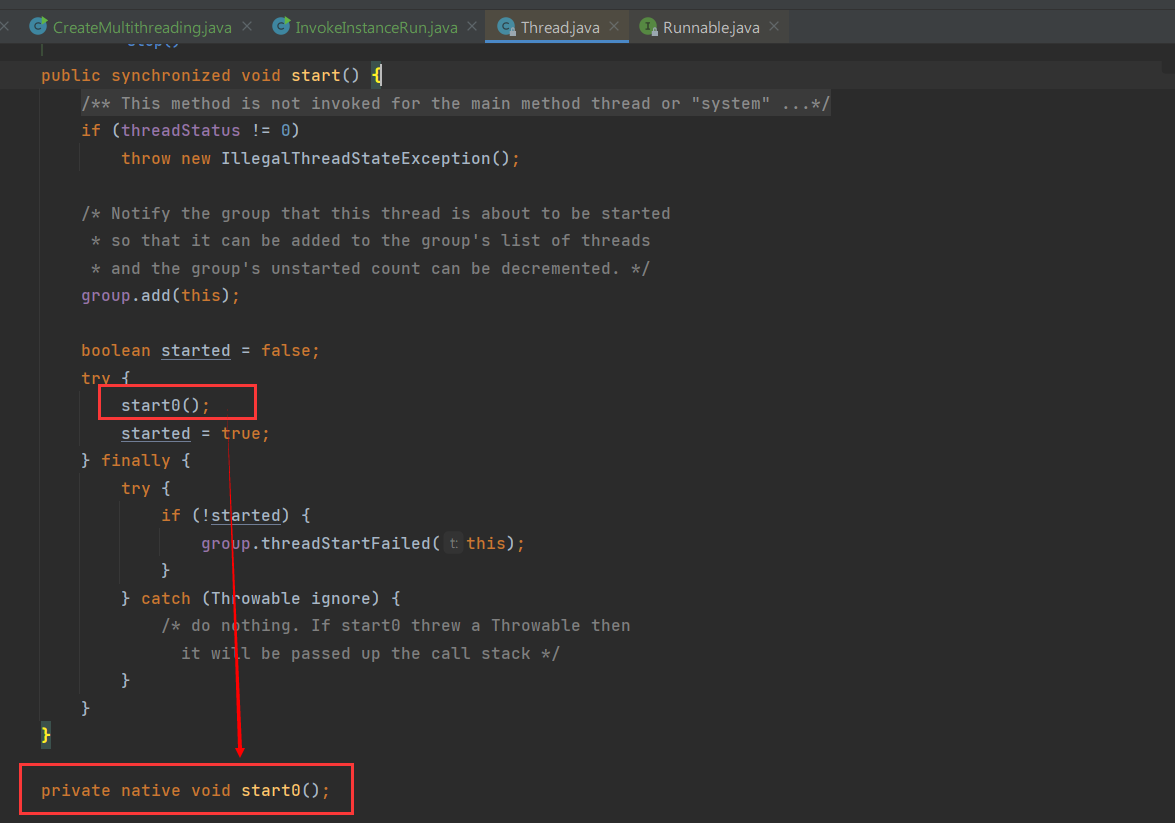 CreateMultithreading.java InvokeInstanceRun.java Thread.java Runnable.java
public synchronized void start() {
/** This method is not invoked for the main method thread or "system" ...*/
if (threadStatus != 0)
throw new IllegalThreadStateException();
/* Notify the group that this thread is about to be started
* so that it can be added to the group's list of threads
* and the group's unstarted count can be decremented. */
group.add(this);
boolean started = false;
try {
start0();
started = true;
} finally {
try {
if (!started) {
group.threadStartFailed( t: this);
}
} catch (Throwable ignore) {
/* do nothing. If start0 threw a Throwable then
it will be passed up the call stack */
}
}
}
private native void start0();